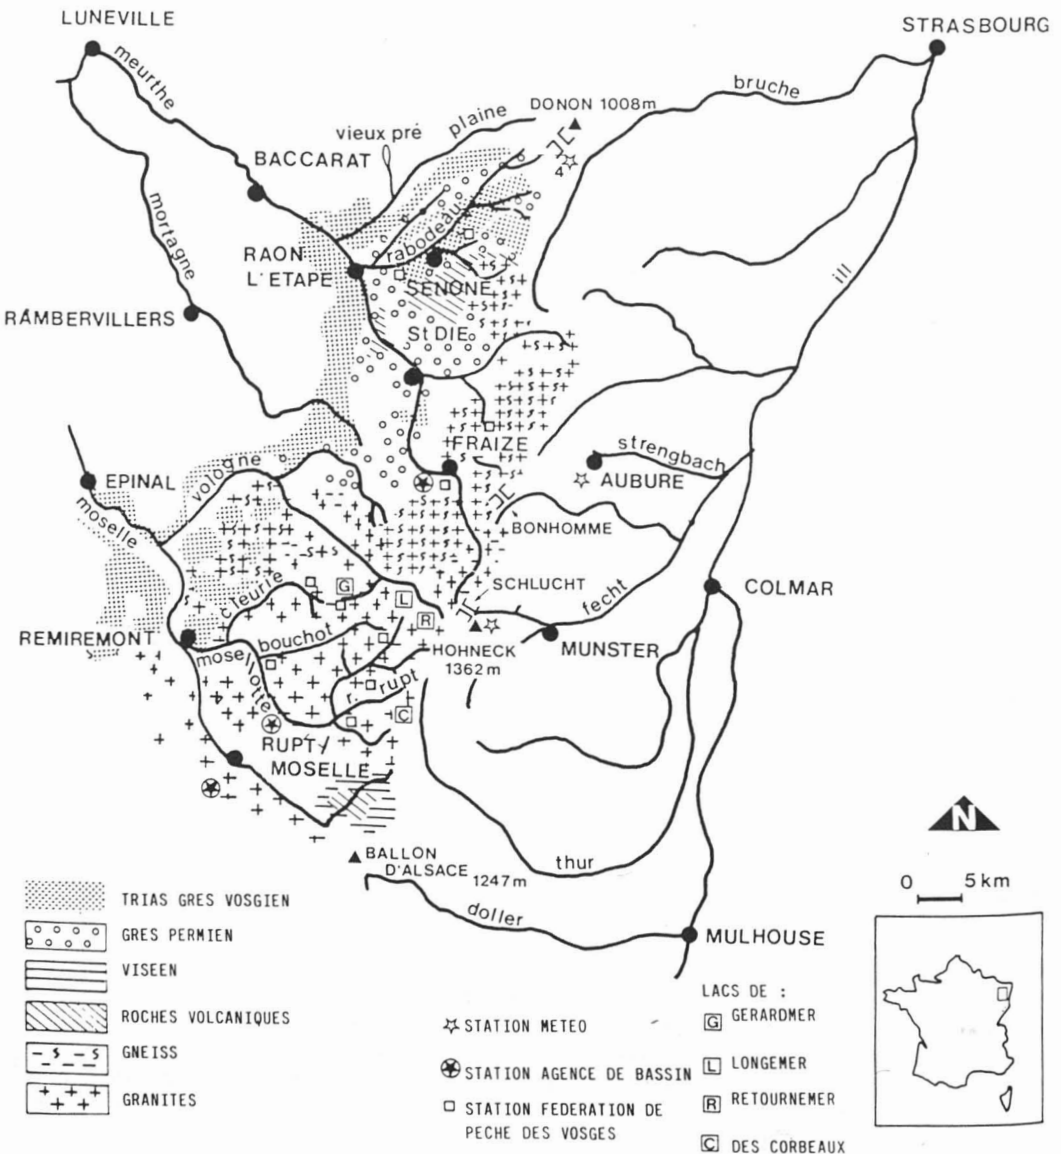 LUNEVILLE
STRASBOURG
meurthe
bruche
DONON 1008m
plaine
vieux pré
BACCARAT
4
mortagne
rabodeau
RAON
L'ETAPE
SENONE
ill
RAMBERVILLERS
St DIE
FRAIZE
strengbach
vologne
EPINAL
AUBURE
moselle
BONHOMME
SCHLUCHT
cleurie
G
L
fecht
COLMAR
R
REMIREMONT
bouchot
moselotte
HOHNECK
1362m
MUNSTER
r. rupt
C
RUPT/
MOSELLE
N
BALLON
D'ALSACE 1247m
thur
0 5km
doller
MULHOUSE
TRIAS GRES VOSGIEN
GRES PERMIEN
VISEEN
ROCHES VOLCANIQUES
GNEISS
GRANITES
STATION METEO
STATION AGENCE DE BASSIN
STATION FEDERATION DE
PECHE DES VOSGES
LACS DE :
G GERARDMER
L LONGEMER
R RETOURNEMER
C DES CORBEAUX